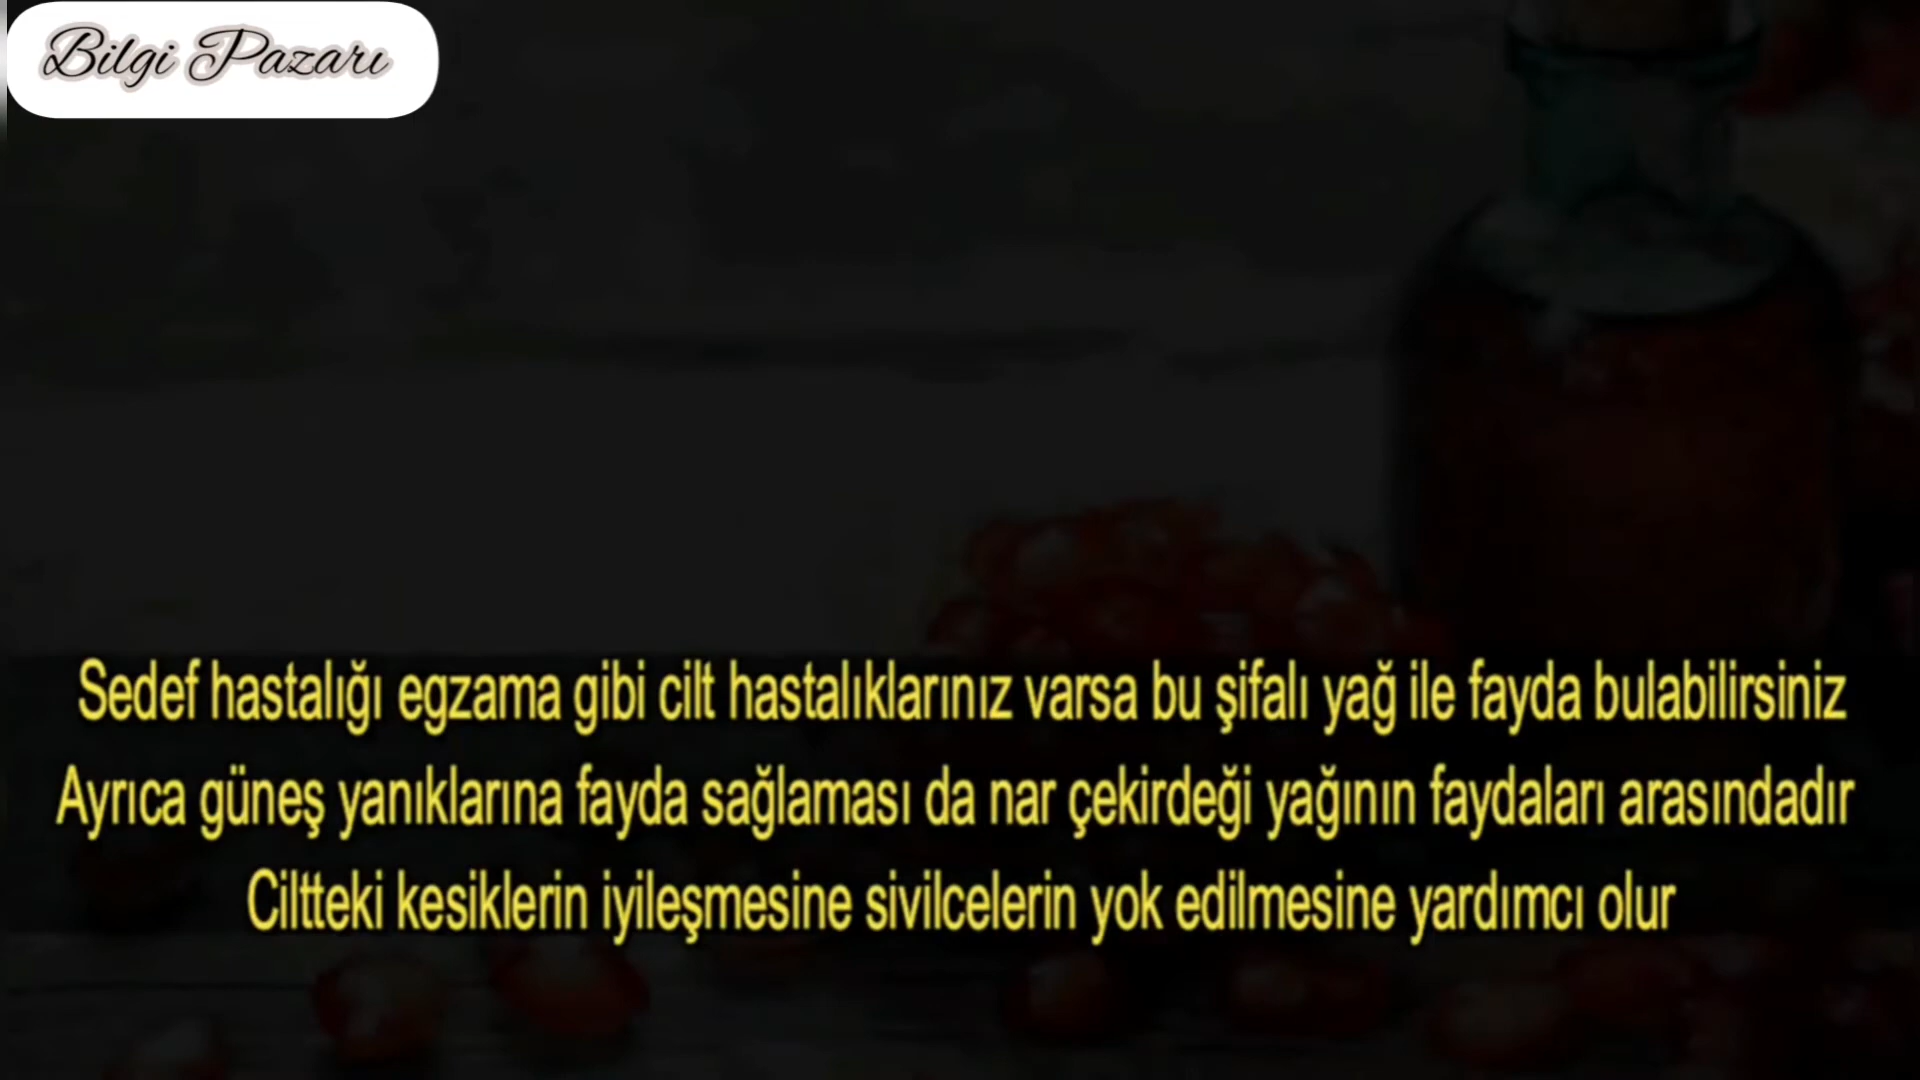 Bilgi Pazarı
Sedef hastalığı egzama gibi cilt hastalıklarınız varsa bu şifalı yağ ile fayda bulabilirsiniz
Ayrıca güneş yanıklarına fayda sağlaması da nar çekirdeği yağının faydaları arasındadır
Ciltteki kesiklerin iyileşmesine sivilcelerin yok edilmesine yardımcı olur